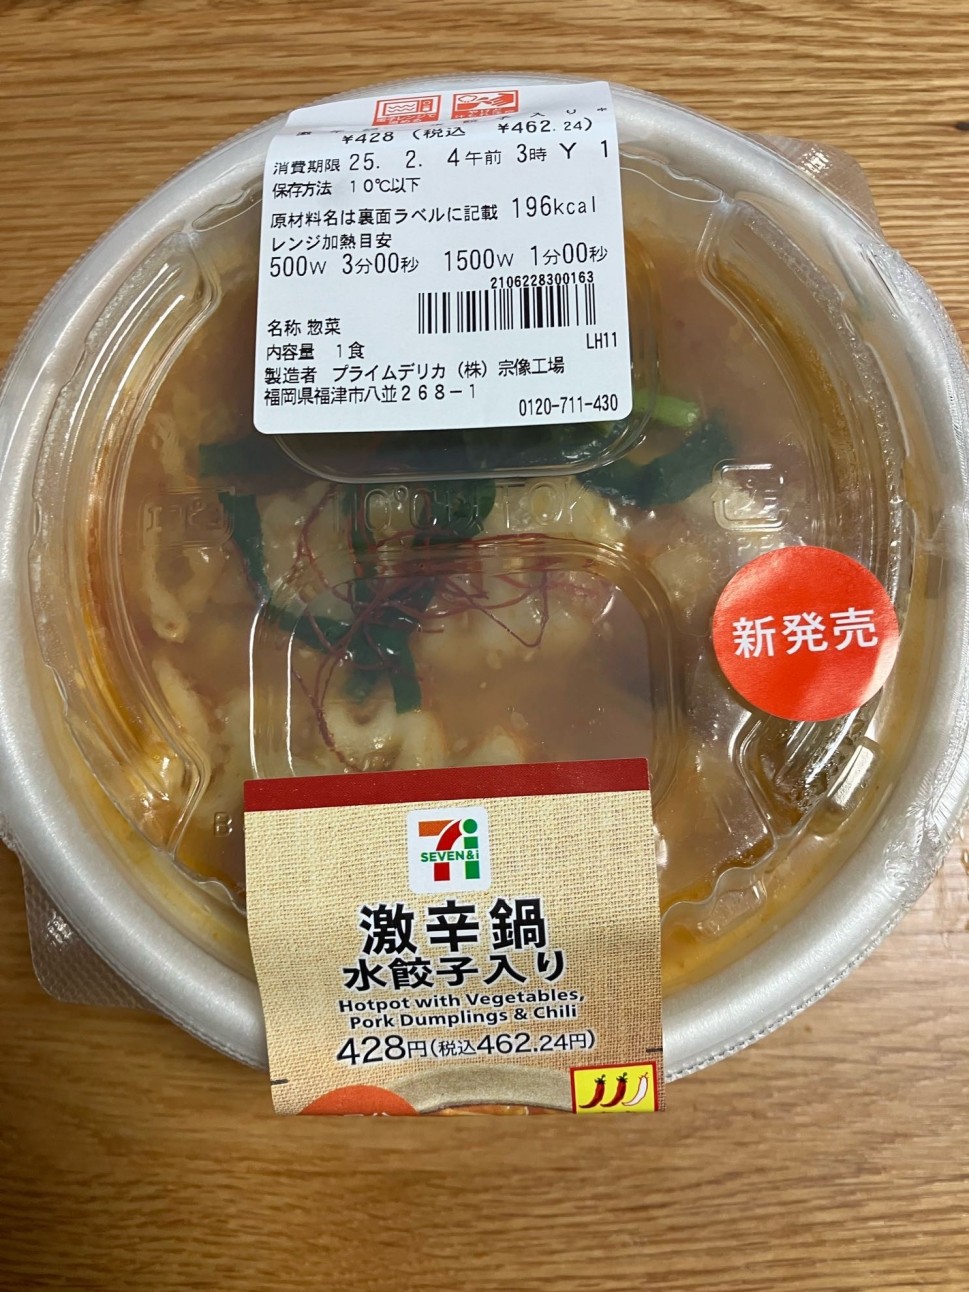 ¥428 (税込 ¥462.24)
消費期限 25. 2. 4午前 3時 Y 1
保存方法 10℃以下
原材料名は裏面ラベルに記載 196kcal
レンジ加熱目安
500W 3分00秒 1500W 1分00秒
2106228300163
名称 惣菜
LH11
内容量 1食
製造者 プライムデリカ(株)宗像工場
福岡県福津市八並268-1
0120-711-430
新発売
SEVEN&i
激辛鍋
水餃子入り
Hotpot with Vegetables,
Pork Dumplings & Chili
428円(税込462.24円)